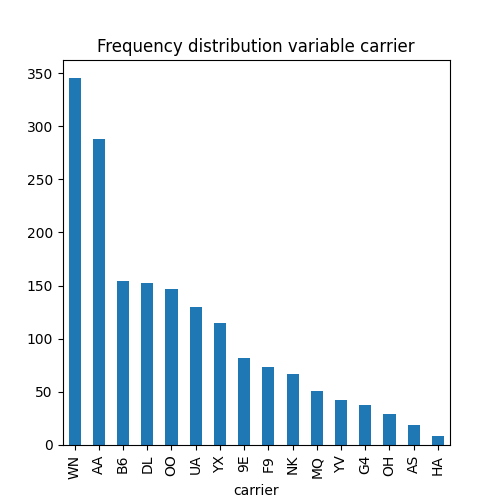 Frequency distribution variable carrier
350
300
250
200
150
100
50
0
WN AA B6 DL OO UA YX 9E F9 NK MQ YV G4 OH AS HA
carrier